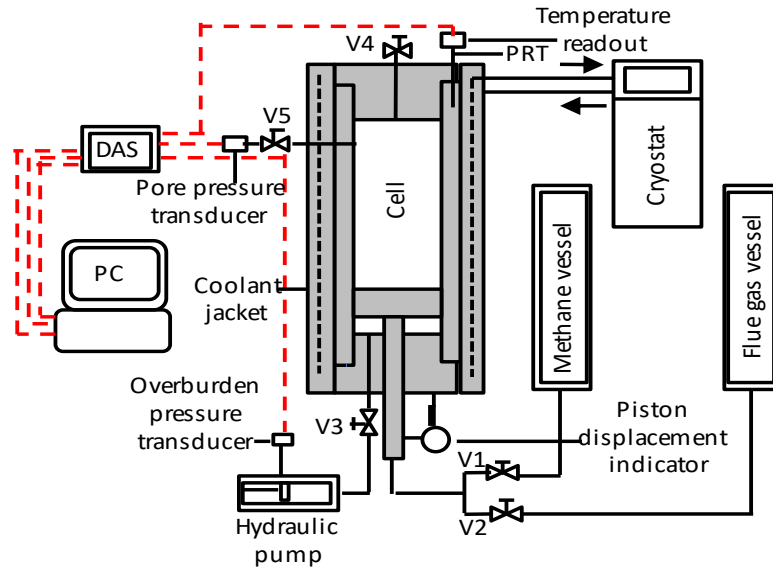 Temperature
readout
V4
PRT
V5
DAS
Pore pressure
transducer
Cell
Cryostat
PC
Coolant
jacket
Methane vessel
Flue gas vessel
Overburden
pressure
transducer
V3
Piston
displacement
indicator
V1
V2
Hydraulic
pump